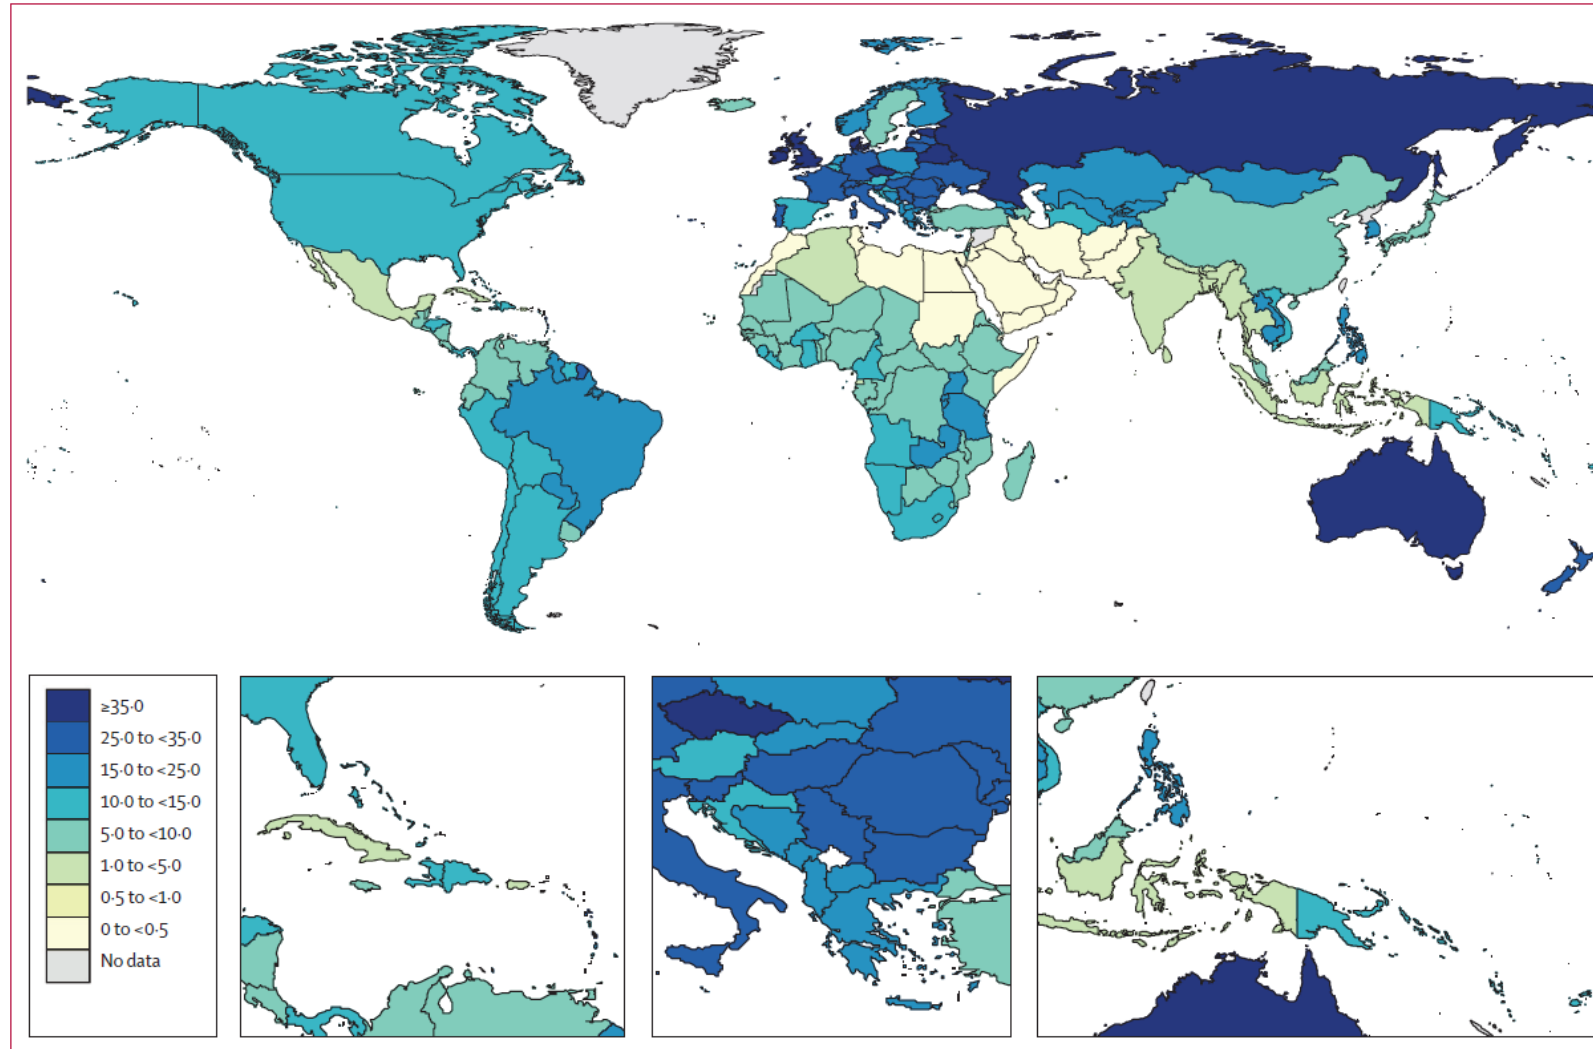 ≥35·0
25·0 to <35·0
15·0 to <25·0
10·0 to <15·0
5·0 to <10·0
1·0 to <5·0
0·5 to <1·0
0 to <0·5
No data